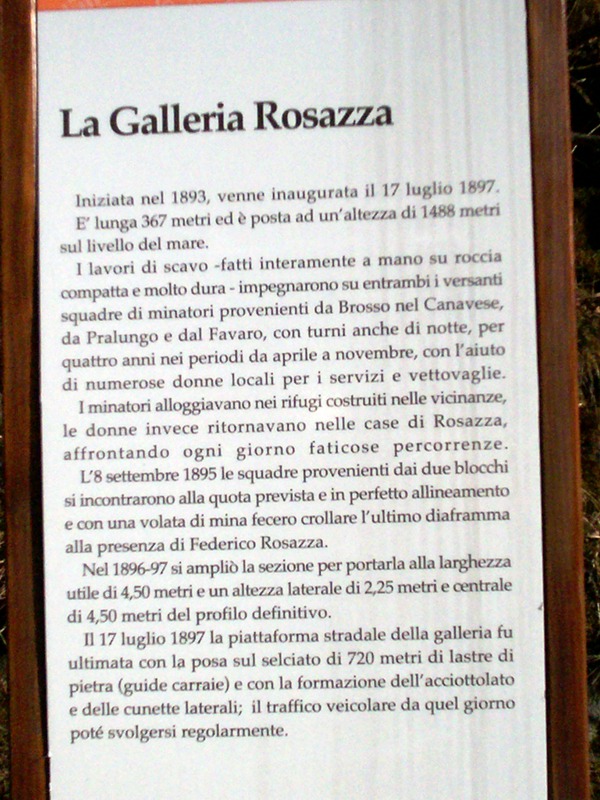 La Galleria Rosazza
Iniziata nel 1893, venne inaugurata il 17 luglio 1897.
E' lunga 367 metri ed è posta ad un'altezza di 1488 metri
sul livello del mare.
I lavori di scavo -fatti interamente a mano su roccia
compatta e molto dura - impegnarono su entrambi i versanti
squadre di minatori provenienti da Brosso nel Canavese,
da Pralungo e dal Favaro, con turni anche di notte, per
quattro anni nei periodi da aprile a novembre, con l'aiuto
di numerose donne locali per i servizi e vettovaglie.
I minatori alloggiavano nei rifugi costruiti nelle vicinanze,
le donne invece ritornavano nelle case di Rosazza,
affrontando ogni giorno faticose percorrenze.
L'8 settembre 1895 le squadre provenienti dai due blocchi
si incontrarono alla quota prevista e in perfetto allineamento
e con una volata di mina fecero crollare l'ultimo diaframma
alla presenza di Federico Rosazza.
Nel 1896-97 si ampliò la sezione per portarla alla larghezza
utile di 4,50 metri e un altezza laterale di 2,25 metri e centrale
di 4,50 metri del profilo definitivo.
Il 17 luglio 1897 la piattaforma stradale della galleria fu
ultimata con la posa sul selciato di 720 metri di lastre di
pietra (guide carraie) e con la formazione dell'acciottolato
e delle cunette laterali; il traffico veicolare da quel giorno
poté svolgersi regolarmente.